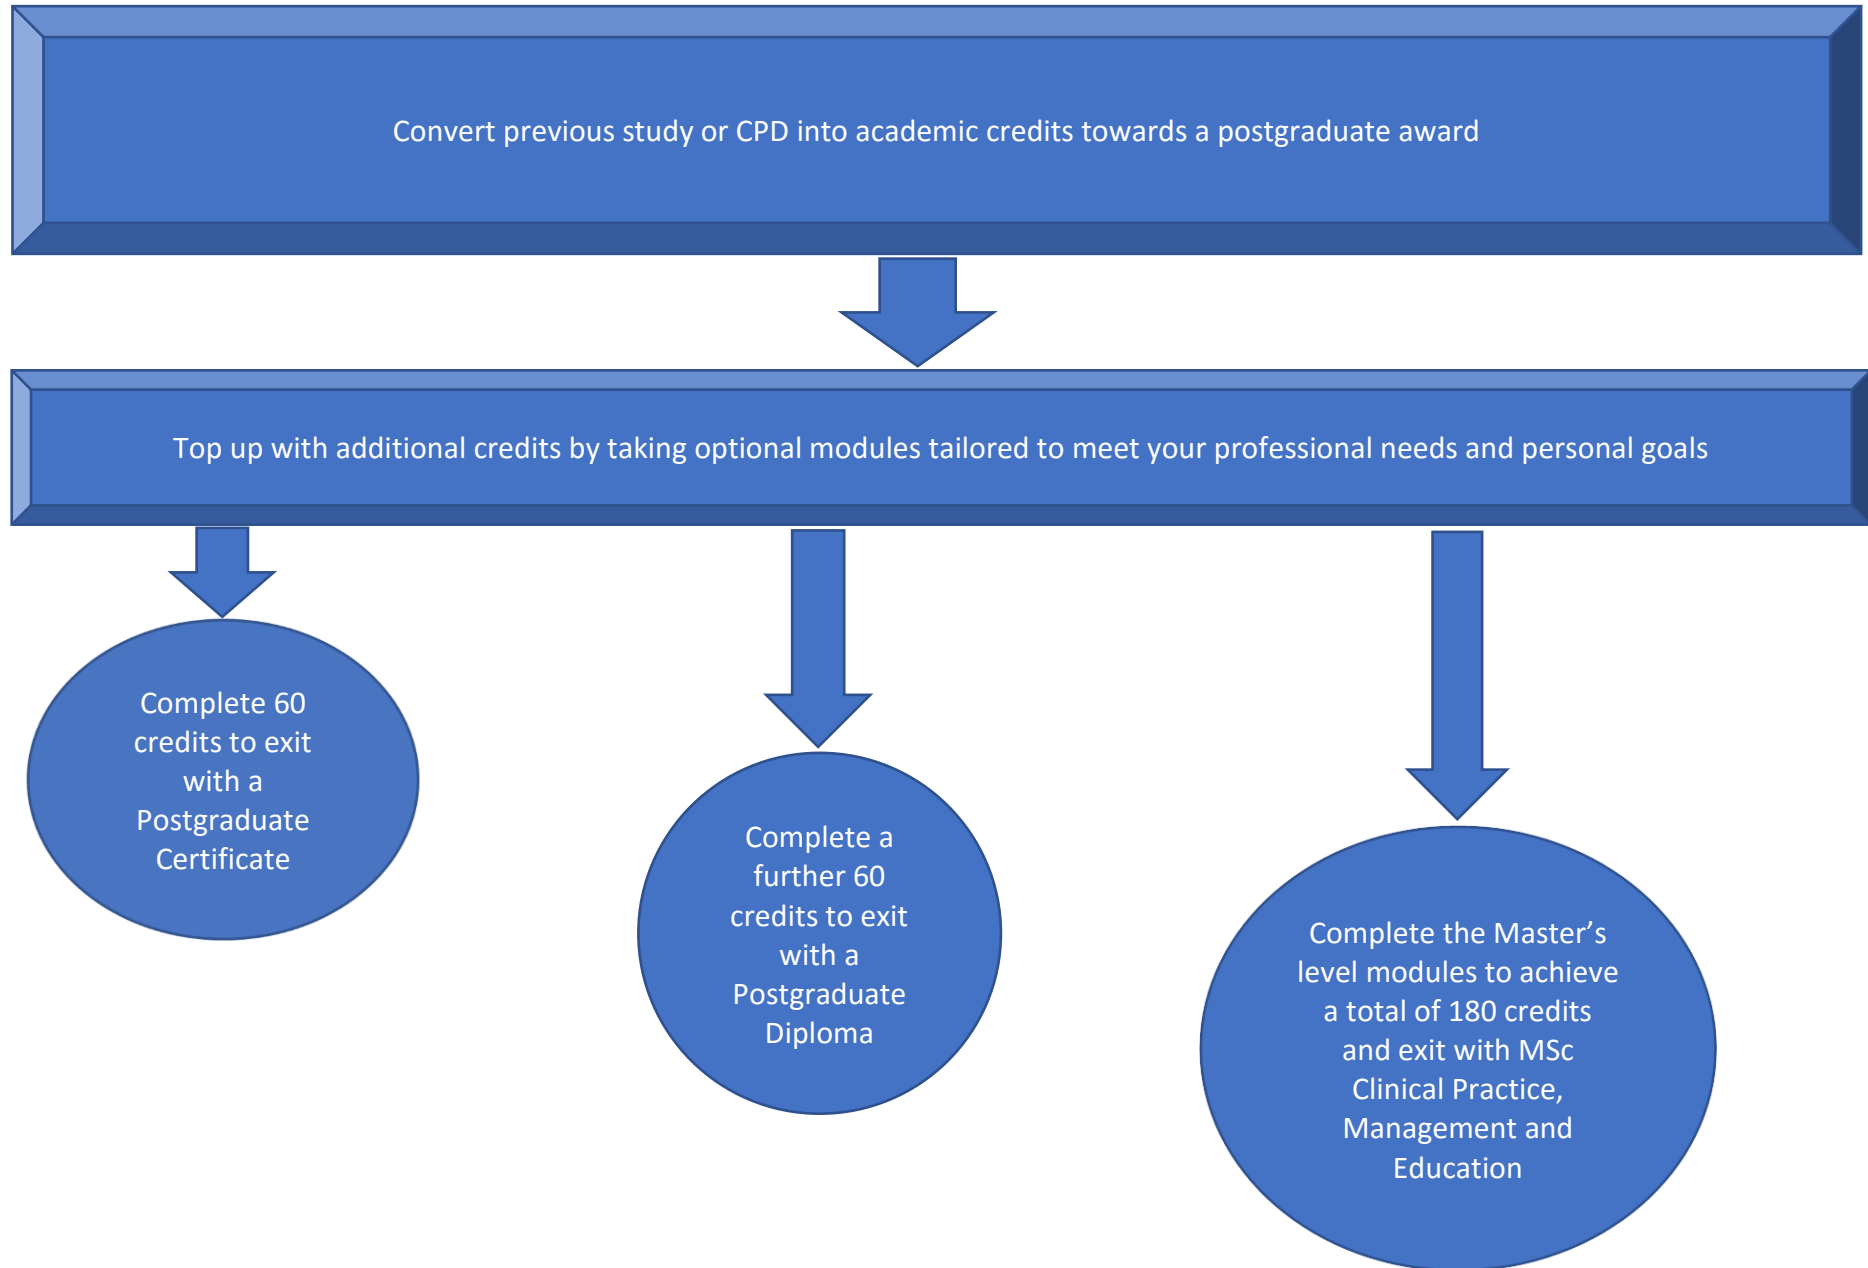 Convert previous study or CPD into academic credits towards a postgraduate award
Top up with additional credits by taking optional modules tailored to meet your professional needs and personal goals
Complete 60
credits to exit
with a
Postgraduate
Certificate
Complete a
further 60
credits to exit
with a
Postgraduate
Diploma
Complete the Master’s
level modules to achieve
a total of 180 credits
and exit with MSc
Clinical Practice,
Management and
Education